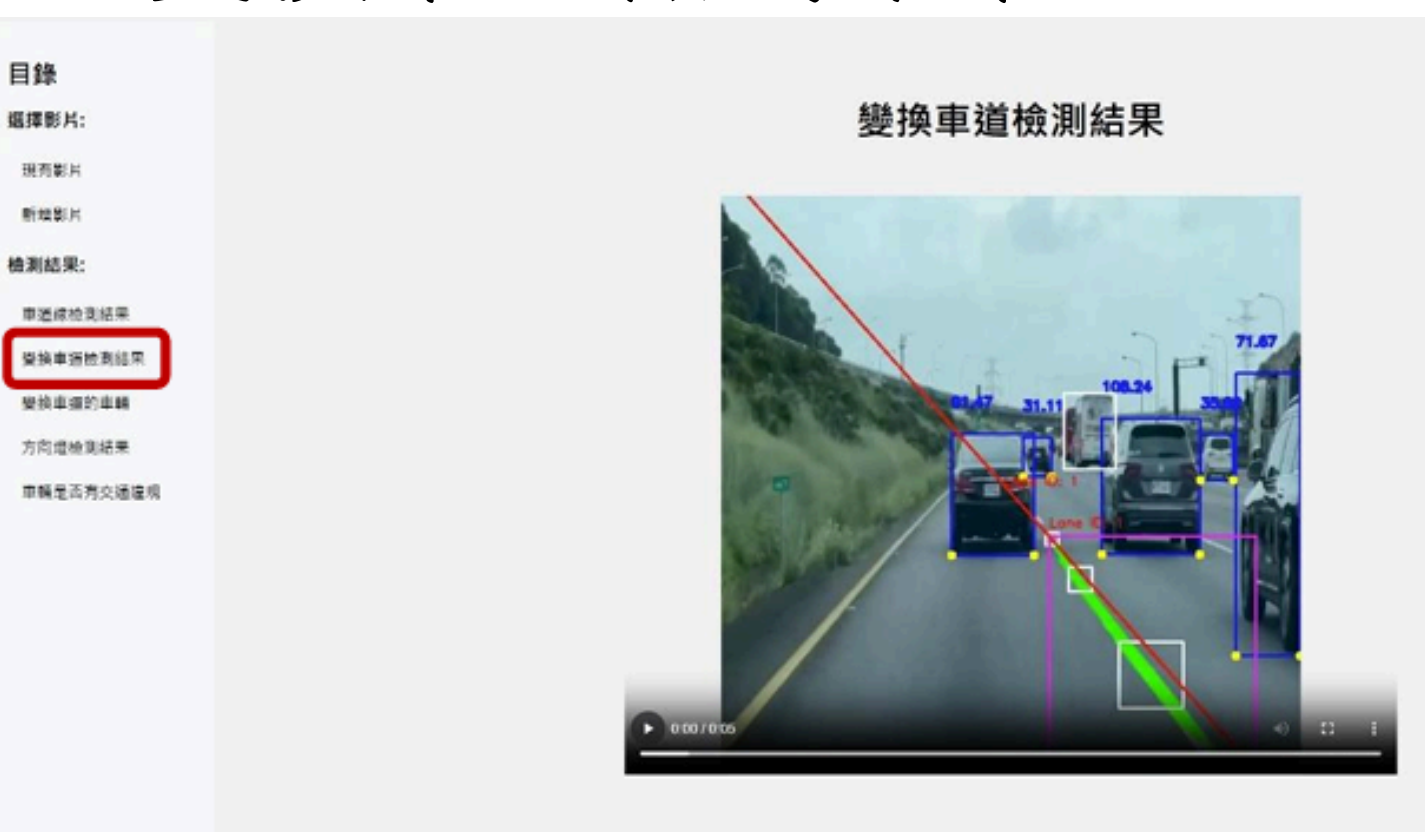 目錄
選擇影片:
現有影片
新增影片
檢測結果:
車道線檢測結果
變換車道檢測結果
變換車道的車輛
方向燈檢測結果
車輛是否有交通違規
變換車道檢測結果
71.67
108.24
31.11
Lane ID: 1
0:00 / 0:05